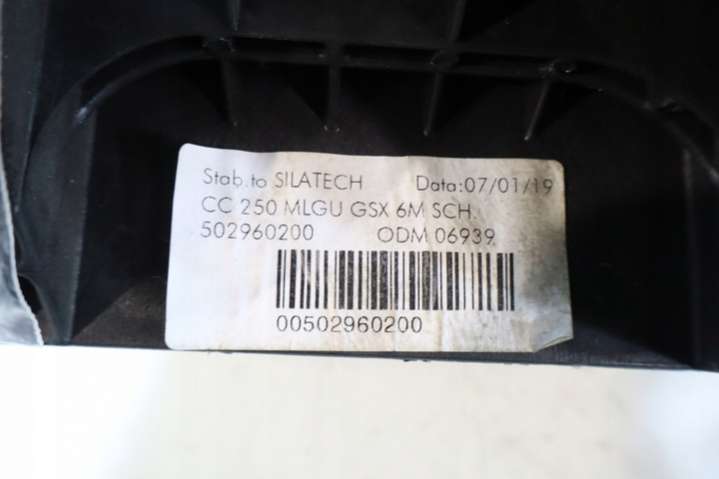 Stab.to SILATECH Data:07/01/19
CC 250 MLGU GSX 6M SCH.
502960200 ODM 06939
00502960200